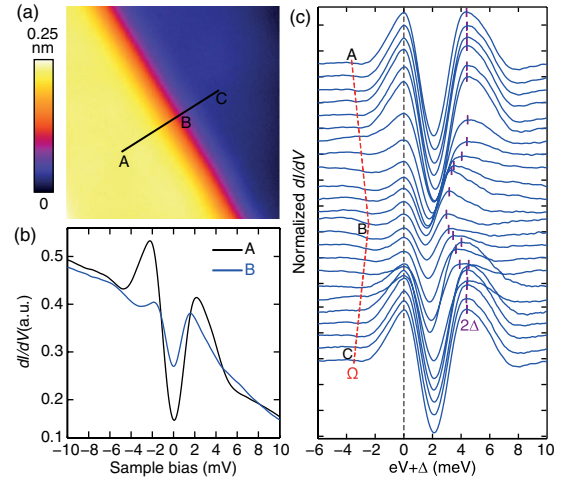 (a)
0.25
nm
0
A
B
C
(b)
0.5
0.4
0.3
0.2
0.1
dI/dV(a.u.)
A
B
-10 -8 -6 -4 -2 0 2 4 6 8 10
Sample bias (mV)
(c)
Normalized dI/dV
A
B
C
Ω
2Δ
-6 -4 -2 0 2 4 6 8 10
eV+Δ (meV)